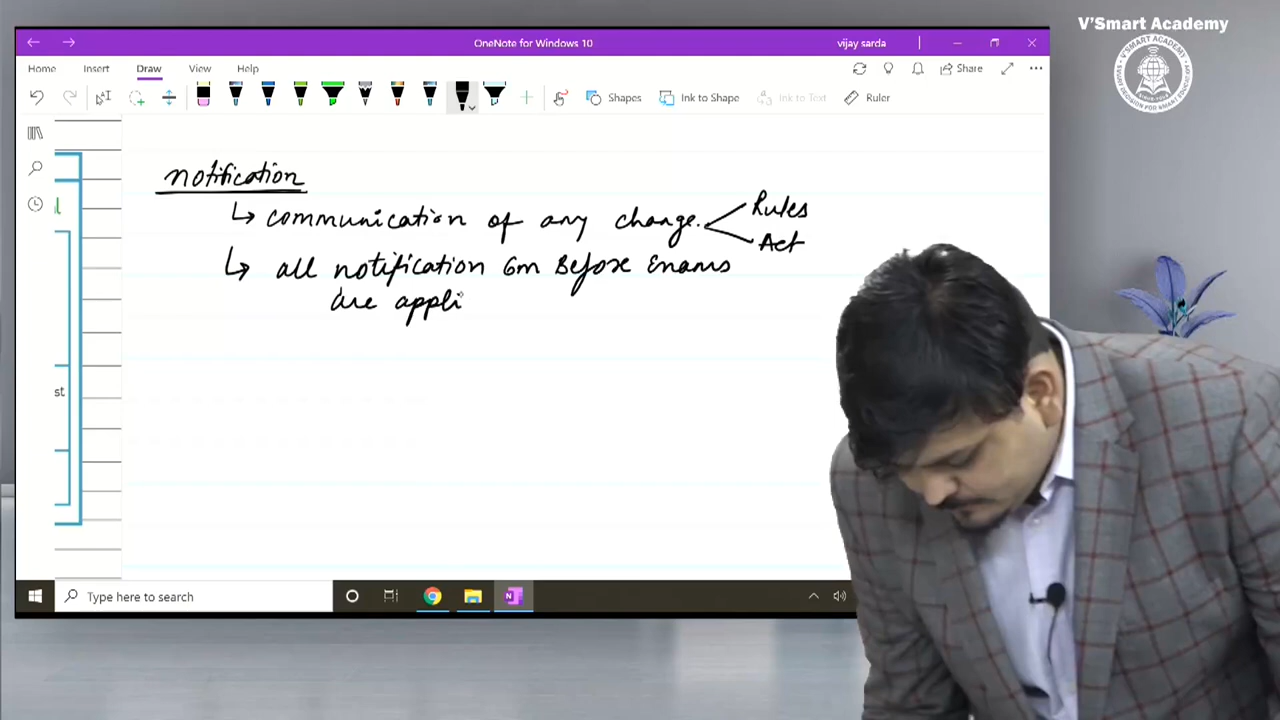 V'Smart Academy
OneNote for Windows 10
vijay sarda
Home Insert Draw View Help
Share
Shapes Ink to Shape Ink to Text Ruler
notification
↳ communication of any change. Rules
Act
↳ all notification 6m Before Exams
are appli
st
Type here to search